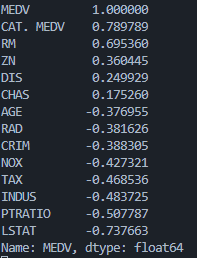 MEDV 1.000000
CAT. MEDV 0.789789
RM 0.695360
ZN 0.360445
DIS 0.249929
CHAS 0.175260
AGE -0.376955
RAD -0.381626
CRIM -0.388305
NOX -0.427321
TAX -0.468536
INDUS -0.483725
PTRATIO -0.507787
LSTAT -0.737663
Name: MEDV, dtype: float64